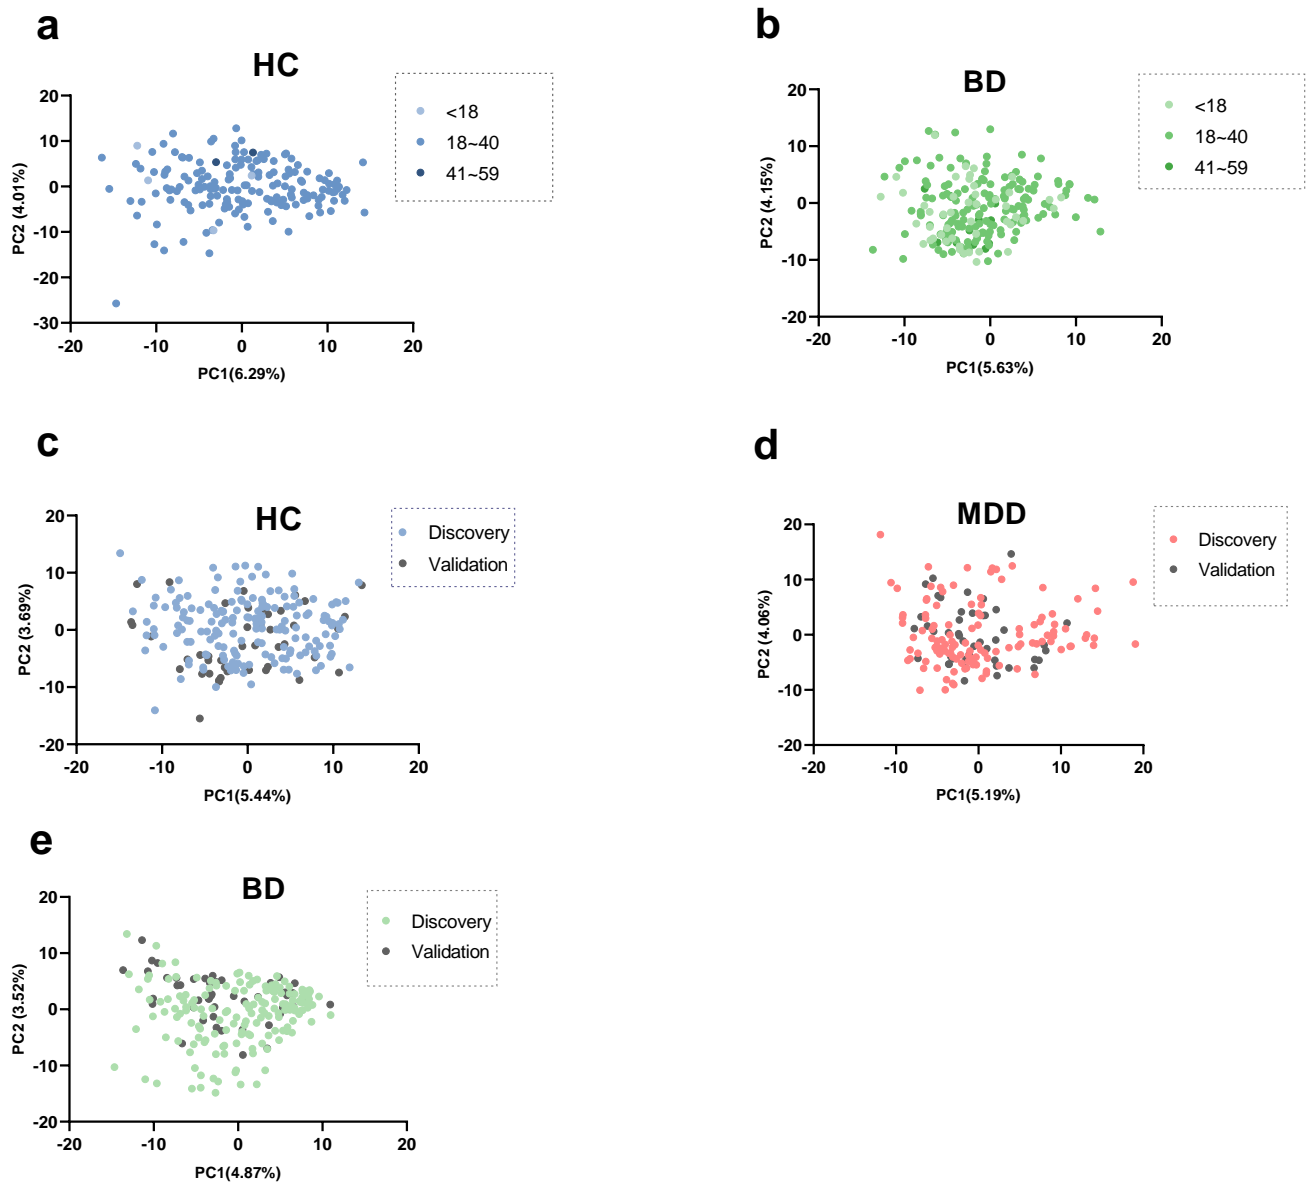 a
HC
<18
18~40
41~59
20
10
0
-10
-20
-30
-20
-10
0
10
20
PC2 (4.01%)
PC1(6.29%)
b
BD
<18
18~40
41~59
20
10
0
-10
-20
-20
-10
0
10
20
PC2 (4.15%)
PC1(5.63%)
c
HC
Discovery
Validation
20
10
0
-10
-20
-20
-10
0
10
20
PC2 (3.69%)
PC1(5.44%)
d
MDD
Discovery
Validation
20
10
0
-10
-20
-20
-10
0
10
20
PC2 (4.06%)
PC1(5.19%)
e
BD
Discovery
Validation
20
10
0
-10
-20
-20
-10
0
10
20
PC2 (3.52%)
PC1(4.87%)